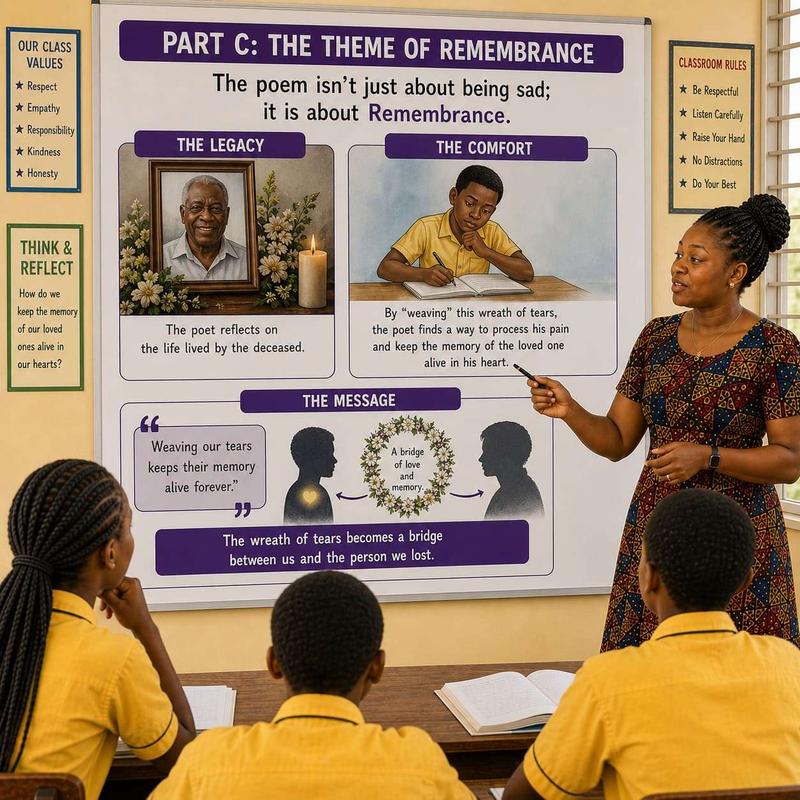 OUR CLASS
VALUES
★ Respect
★ Empathy
★ Responsibility
★ Kindness
★ Honesty
THINK &
REFLECT
How do we
keep the memory
of our loved
ones alive in
our hearts?
PART C: THE THEME OF REMEMBRANCE
The poem isn't just about being sad;
it is about Remembrance.
THE LEGACY
The poet reflects on
the life lived by the deceased.
THE COMFORT
By “weaving” this wreath of tears,
the poet finds a way to process his pain
and keep the memory of the loved one
alive in his heart.
THE MESSAGE
“
Weaving our tears
keeps their memory
alive forever.”
”
A bridge
of love
and
memory.
The wreath of tears becomes a bridge
between us and the person we lost.
CLASSROOM RULES
★ Be Respectful
★ Listen Carefully
★ Raise Your Hand
★ No Distractions
★ Do Your Best